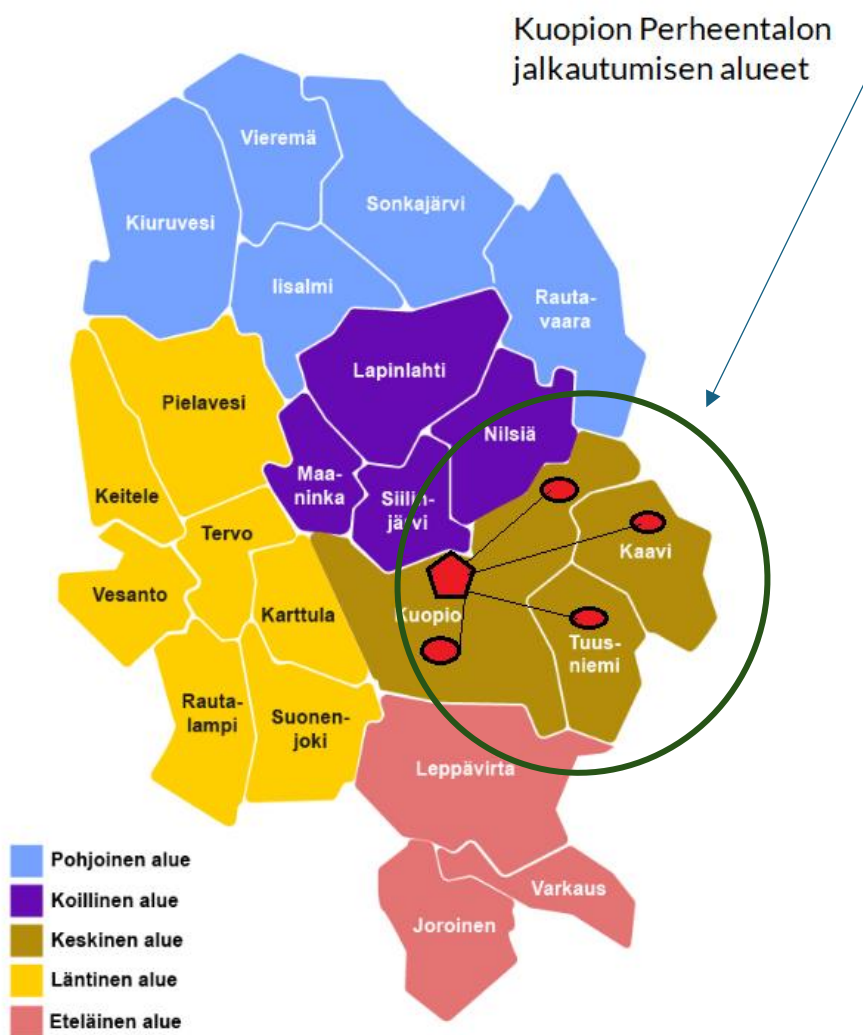 Kuopion Perheentalon
jalkautumisen alueet
Vieremä
Kiuruvesi
Sonkajärvi
Iisalmi
Rauta-
vaara
Lapinlahti
Pielavesi
Nilsiä
Maa-
ninka
Keitele
Siilin-
järvi
Tervo
Kaavi
Vesanto
Karttula
Kuopio
Tuus-
niemi
Rauta-
lampi
Suonen-
joki
Leppävirta
Varkaus
Joroinen
Pohjoinen alue
Koillinen alue
Keskinen alue
Läntinen alue
Eteläinen alue